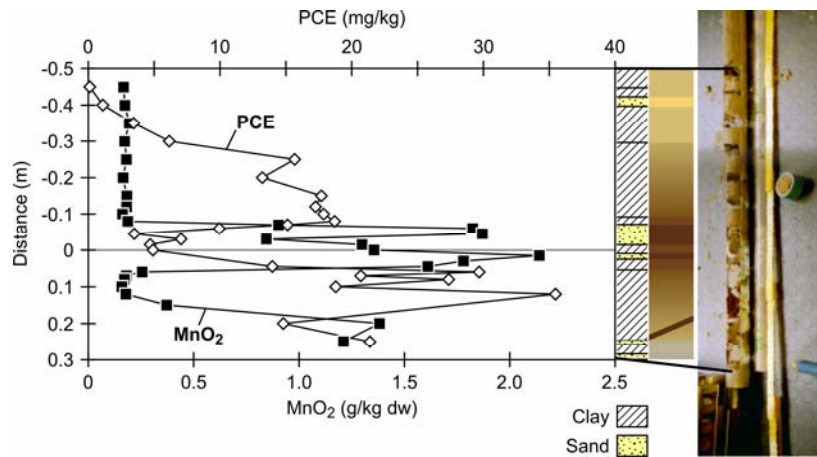 PCE (mg/kg)
0 10 20 30 40
-0.5
-0.4
-0.3
-0.2
-0.1
0
0.1
0.2
0.3
Distance (m)
PCE
MnO₂
0 0.5 1.0 1.5 2.0 2.5
MnO₂ (g/kg dw)
Clay
Sand